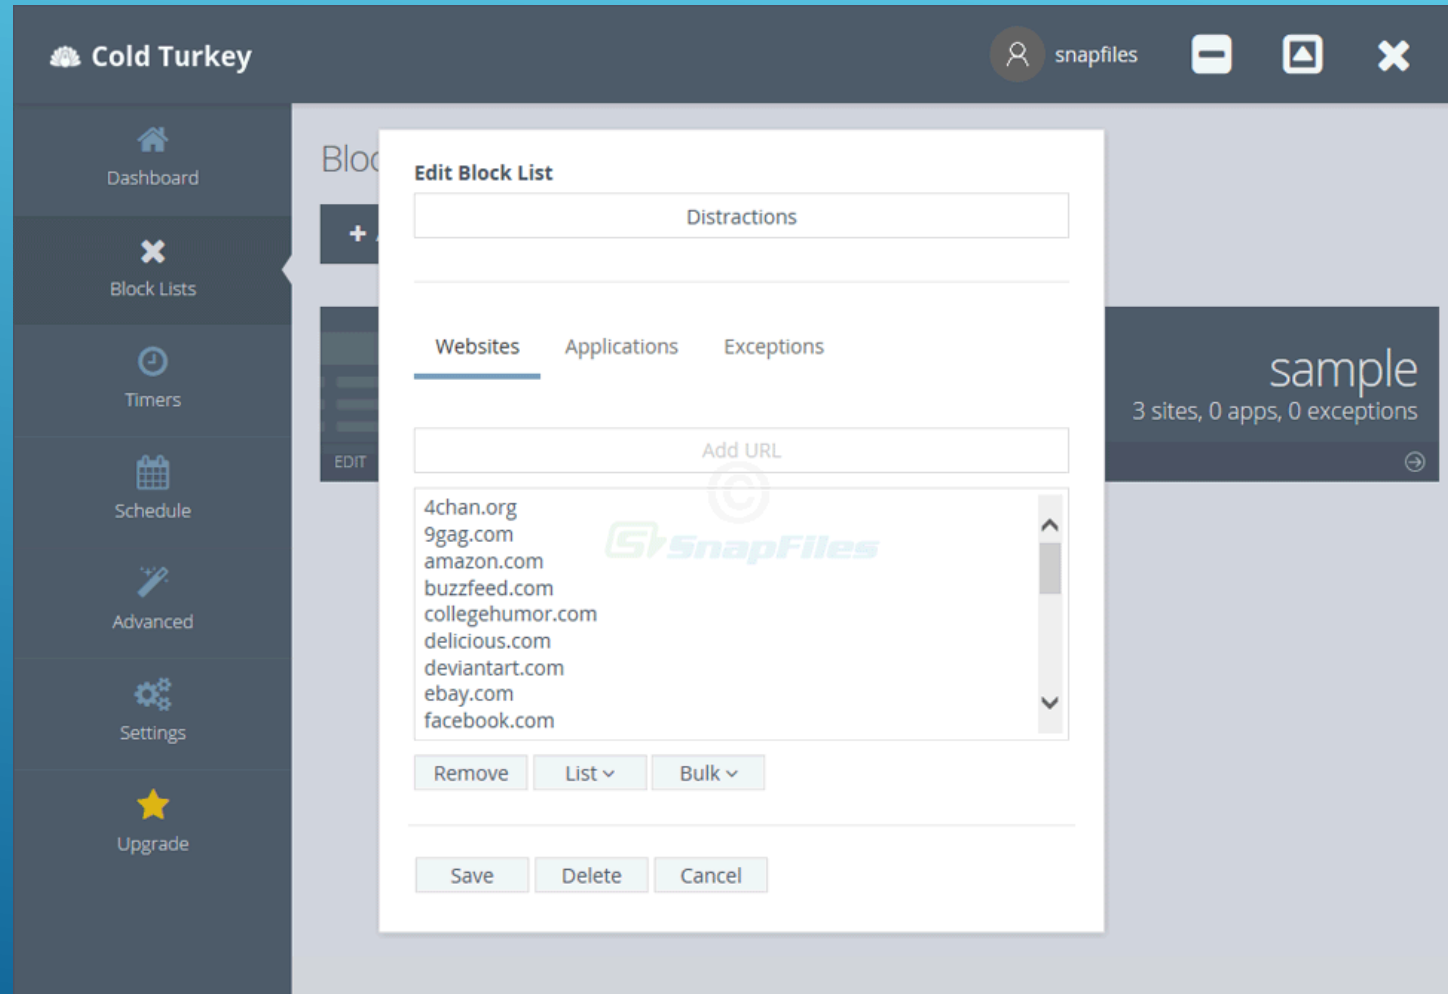 Cold Turkey
snapfiles
Dashboard
Block Lists
Timers
Schedule
Advanced
Settings
Upgrade
Bloc
+
EDIT
Edit Block List
Distractions
Websites Applications Exceptions
Add URL
©
SnapFiles
4chan.org
9gag.com
amazon.com
buzzfeed.com
collegehumor.com
delicious.com
deviantart.com
ebay.com
facebook.com
Remove List Bulk
Save Delete Cancel
sample
3 sites, 0 apps, 0 exceptions